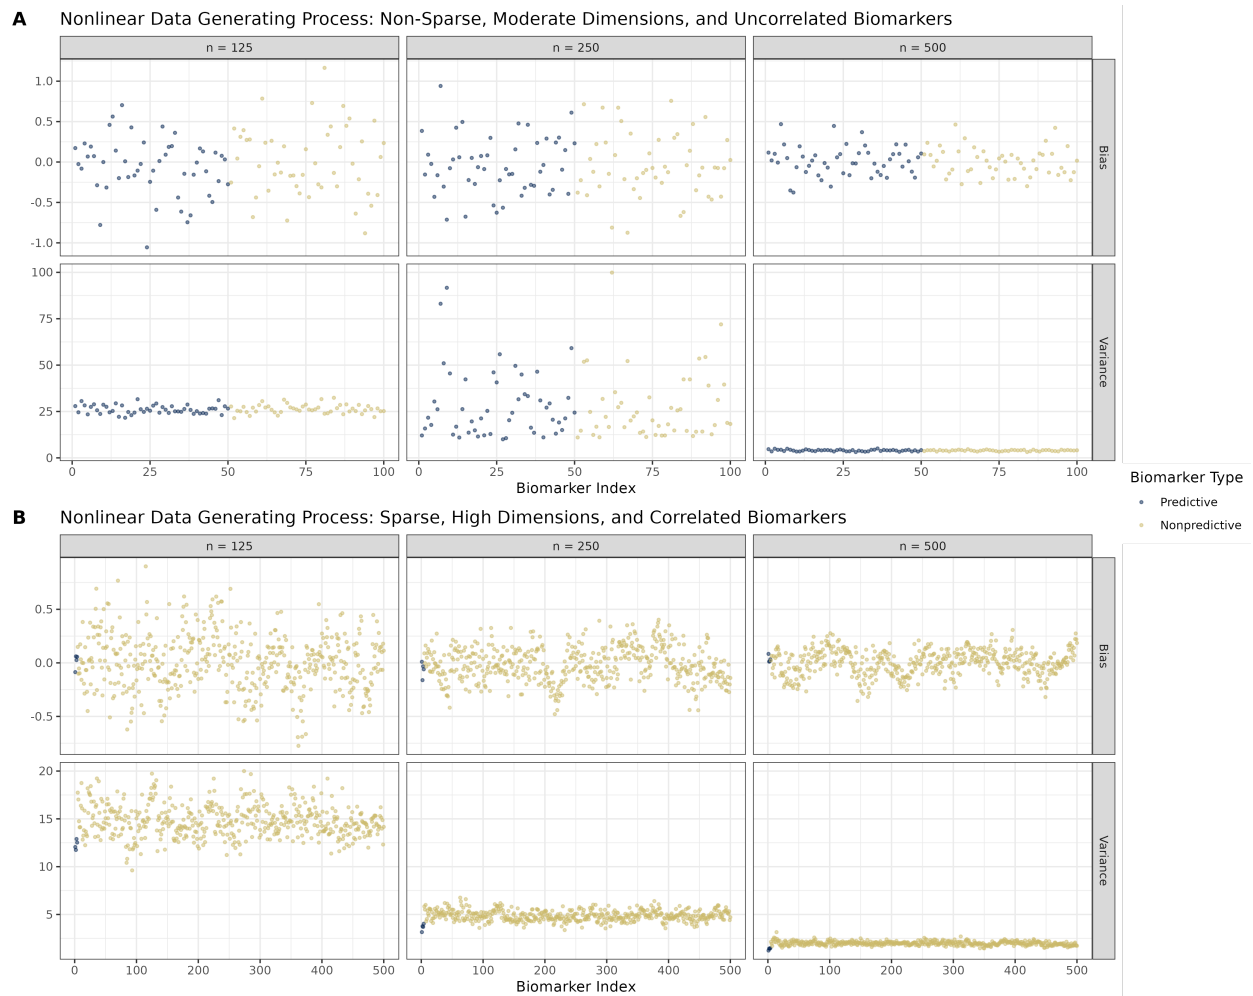 A
Nonlinear Data Generating Process: Non-Sparse, Moderate Dimensions, and Uncorrelated Biomarkers
n = 125
n = 250
n = 500
1.0
0.5
0.0
-0.5
-1.0
Bias
100
75
50
25
0
Variance
0 25 50 75 100
0 25 50 75 100
0 25 50 75 100
Biomarker Index
Biomarker Type
Predictive
Nonpredictive
B
Nonlinear Data Generating Process: Sparse, High Dimensions, and Correlated Biomarkers
n = 125
n = 250
n = 500
0.5
0.0
-0.5
Bias
20
15
10
5
Variance
0 100 200 300 400 500
0 100 200 300 400 500
0 100 200 300 400 500
Biomarker Index